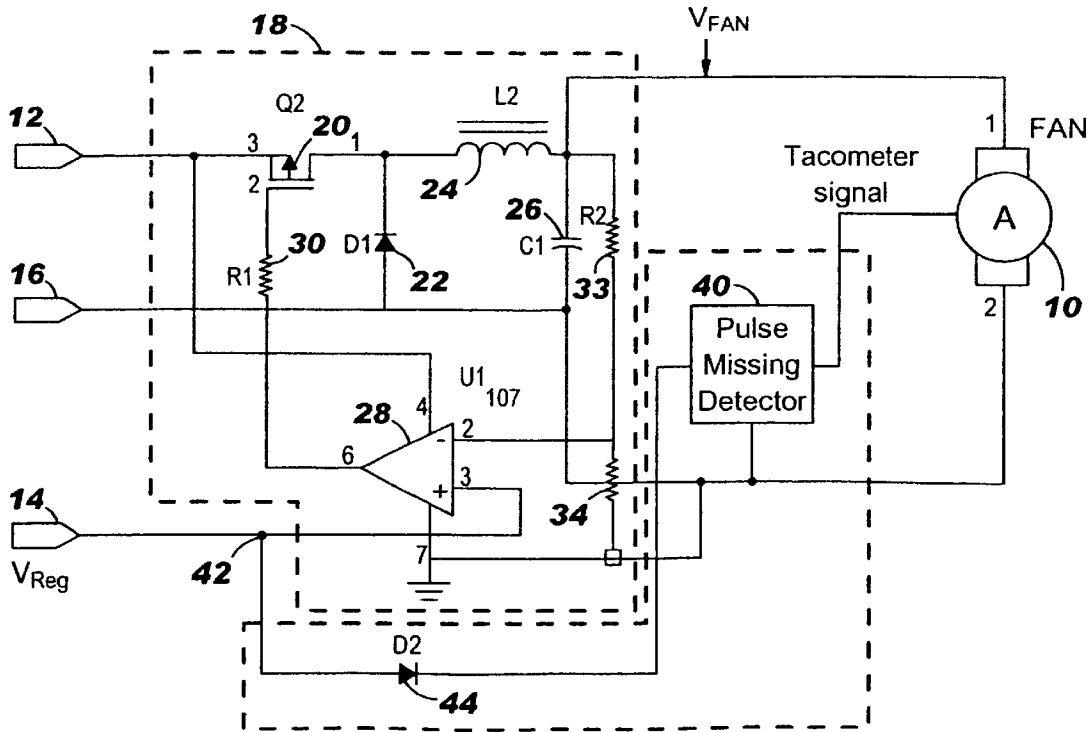 18
V_FAN
12
Q2
20
3
1
2
L2
24
1
FAN
Tacometer
signal
A
10
2
26
C1
R2
33
30
R1
D1
22
16
40
Pulse
Missing
Detector
U1
107
4
28
2
-
6
3
+
34
14
V_Reg
42
7
D2
44